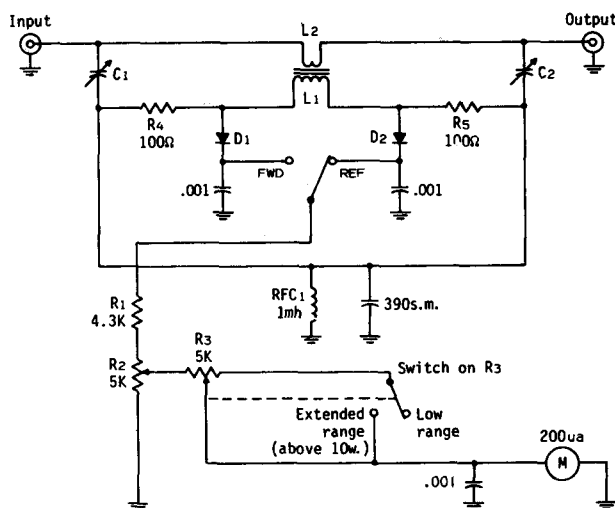 Input
Output
L2
C1
C2
L1
R4
100Ω
D1
D2
R5
100Ω
FWD
REF
.001
.001
RFC1
1mh
390s.m.
R1
4.3K
R2
5K
R3
5K
Switch on R3
Extended
range
(above 10w.)
Low
range
200ua
M
.001